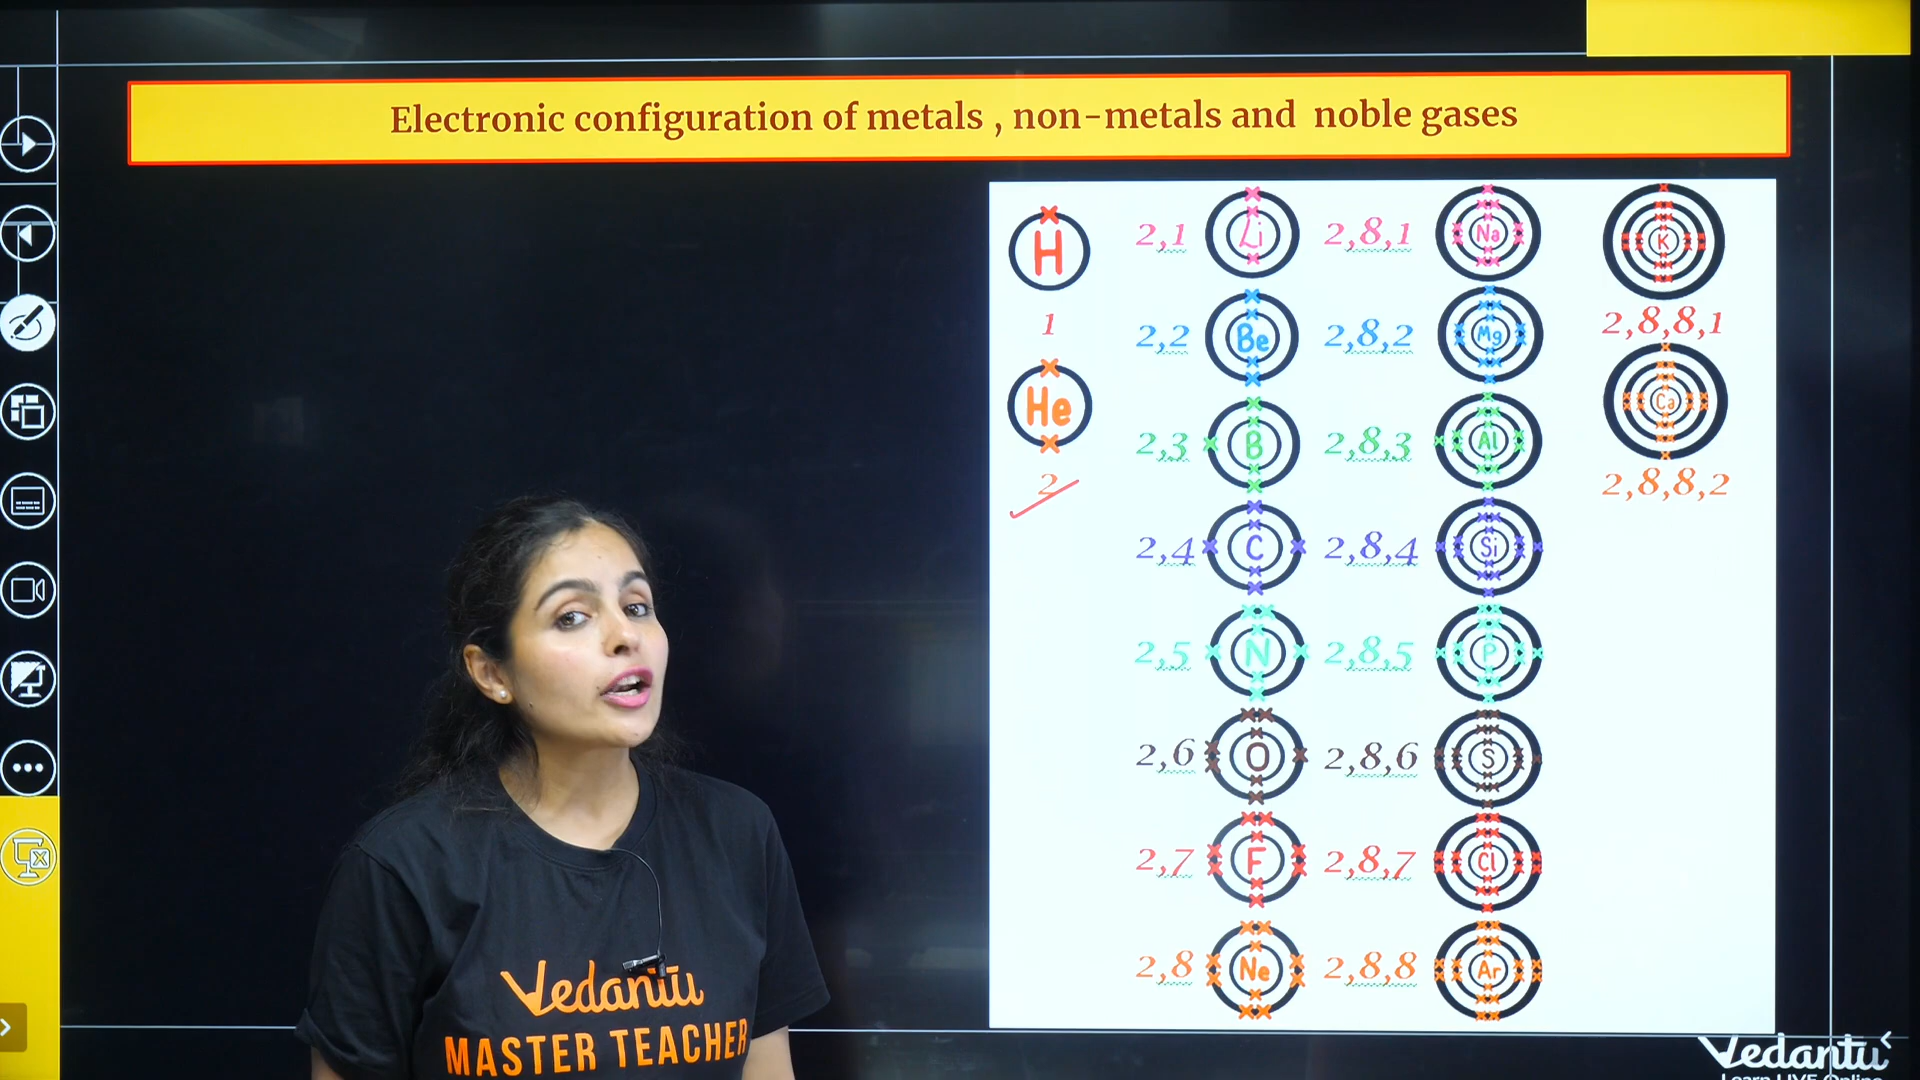 Electronic configuration of metals , non-metals and noble gases
H
1
He
2
2,1 Li 2,8,1 Na K
2,8,8,1
2,2 Be 2,8,2 Mg
Ca
2,8,8,2
2,3 B 2,8,3 Al
2,4 C 2,8,4 Si
2,5 N 2,8,5 P
2,6 O 2,8,6 S
2,7 F 2,8,7 Cl
2,8 Ne 2,8,8 Ar
Vedantu
MASTER TEACHER
Vedantu
Learn LIVE Online